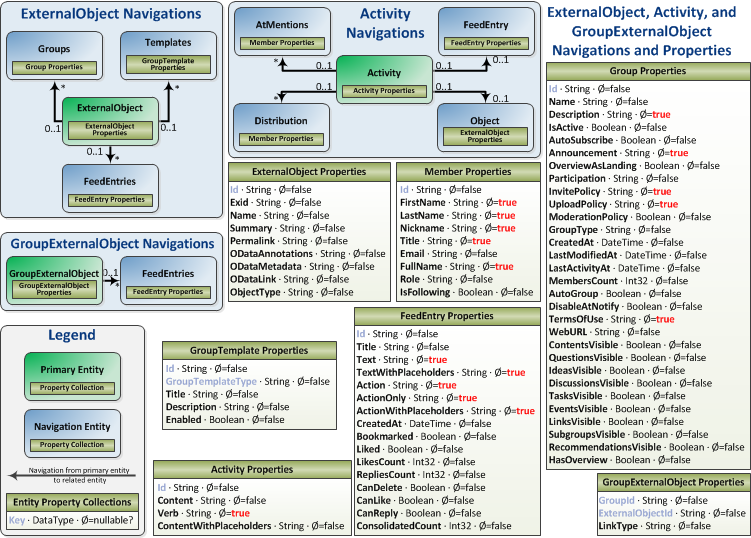 ExternalObject Navigations
Groups
Group Properties
Templates
GroupTemplate
Properties
ExternalObject
ExternalObject
Properties
*
*
0..1
0..1
0..1
*
FeedEntries
FeedEntry Properties
Activity
Navigations
AtMentions
Member Properties
FeedEntry
FeedEntry Properties
*
0..1
0..1
0..1
Activity
Activity Properties
*
0..1
0..1
0..1
Distribution
Member Properties
Object
ExternalObject
Properties
ExternalObject, Activity, and
GroupExternalObject
Navigations and Properties
GroupExternalObject Navigations
GroupExternalObject
GroupExternalObject
Properties
0..1
*
FeedEntries
FeedEntry Properties
Legend
Primary Entity
Property Collection
Navigation Entity
Property Collection
Navigation from primary entity
to related entity
Entity Property Collections
Key · DataType · Ø=nullable?
ExternalObject Properties
Id · String · Ø=false
Exid · String · Ø=false
Name · String · Ø=false
Summary · String · Ø=false
Permalink · String · Ø=false
ODataAnnotations · String · Ø=false
ODataMetadata · String · Ø=false
ODataLink · String · Ø=false
ObjectType · String · Ø=false
Member Properties
Id · String · Ø=false
FirstName · String · Ø=true
LastName · String · Ø=true
Nickname · String · Ø=true
Title · String · Ø=true
Email · String · Ø=false
FullName · String · Ø=true
Role · String · Ø=false
IsFollowing · Boolean · Ø=false
GroupTemplate Properties
Id · String · Ø=false
GroupTemplateType · String · Ø=false
Title · String · Ø=false
Description · String · Ø=false
Enabled · Boolean · Ø=false
Activity Properties
Id · String · Ø=false
Content · String · Ø=false
Verb · String · Ø=true
ContentWithPlaceholders · String · Ø=false
FeedEntry Properties
Id · String · Ø=false
Title · String · Ø=false
Text · String · Ø=true
TextWithPlaceholders · String · Ø=true
Action · String · Ø=true
ActionOnly · String · Ø=true
ActionWithPlaceholders · String · Ø=true
CreatedAt · DateTime · Ø=false
Bookmarked · Boolean · Ø=false
Liked · Boolean · Ø=false
LikesCount · Int32 · Ø=false
RepliesCount · Int32 · Ø=false
CanDelete · Boolean · Ø=false
CanLike · Boolean · Ø=false
CanReply · Boolean · Ø=false
ConsolidatedCount · Int32 · Ø=false
Group Properties
Id · String · Ø=false
Name · String · Ø=false
Description · String · Ø=true
IsActive · Boolean · Ø=false
AutoSubscribe · Boolean · Ø=false
Announcement · String · Ø=true
OverviewAsLanding · Boolean · Ø=false
Participation · String · Ø=false
InvitePolicy · String · Ø=true
UploadPolicy · String · Ø=true
ModerationPolicy · Boolean · Ø=false
GroupType · String · Ø=false
CreatedAt · DateTime · Ø=false
LastModifiedAt · DateTime · Ø=false
LastActivityAt · DateTime · Ø=false
MembersCount · Int32 · Ø=false
AutoGroup · Boolean · Ø=false
DisableAtNotify · Boolean · Ø=false
TermsOfUse · String · Ø=true
WebURL · String · Ø=false
ContentsVisible · Boolean · Ø=false
QuestionsVisible · Boolean · Ø=false
IdeasVisible · Boolean · Ø=false
DiscussionsVisible · Boolean · Ø=false
TasksVisible · Boolean · Ø=false
EventsVisible · Boolean · Ø=false
LinksVisible · Boolean · Ø=false
SubgroupsVisible · Boolean · Ø=false
RecommendationsVisible · Boolean · Ø=false
HasOverview · Boolean · Ø=false
GroupExternalObject Properties
GroupId · String · Ø=false
ExternalObjectId · String · Ø=false
LinkType · String · Ø=false